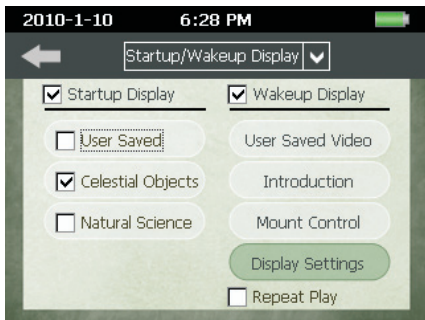 2010-1-10 6:28 PM
Startup/Wakeup Display
Startup Display
User Saved
Celestial Objects
Natural Science
Wakeup Display
User Saved Video
Introduction
Mount Control
Display Settings
Repeat Play